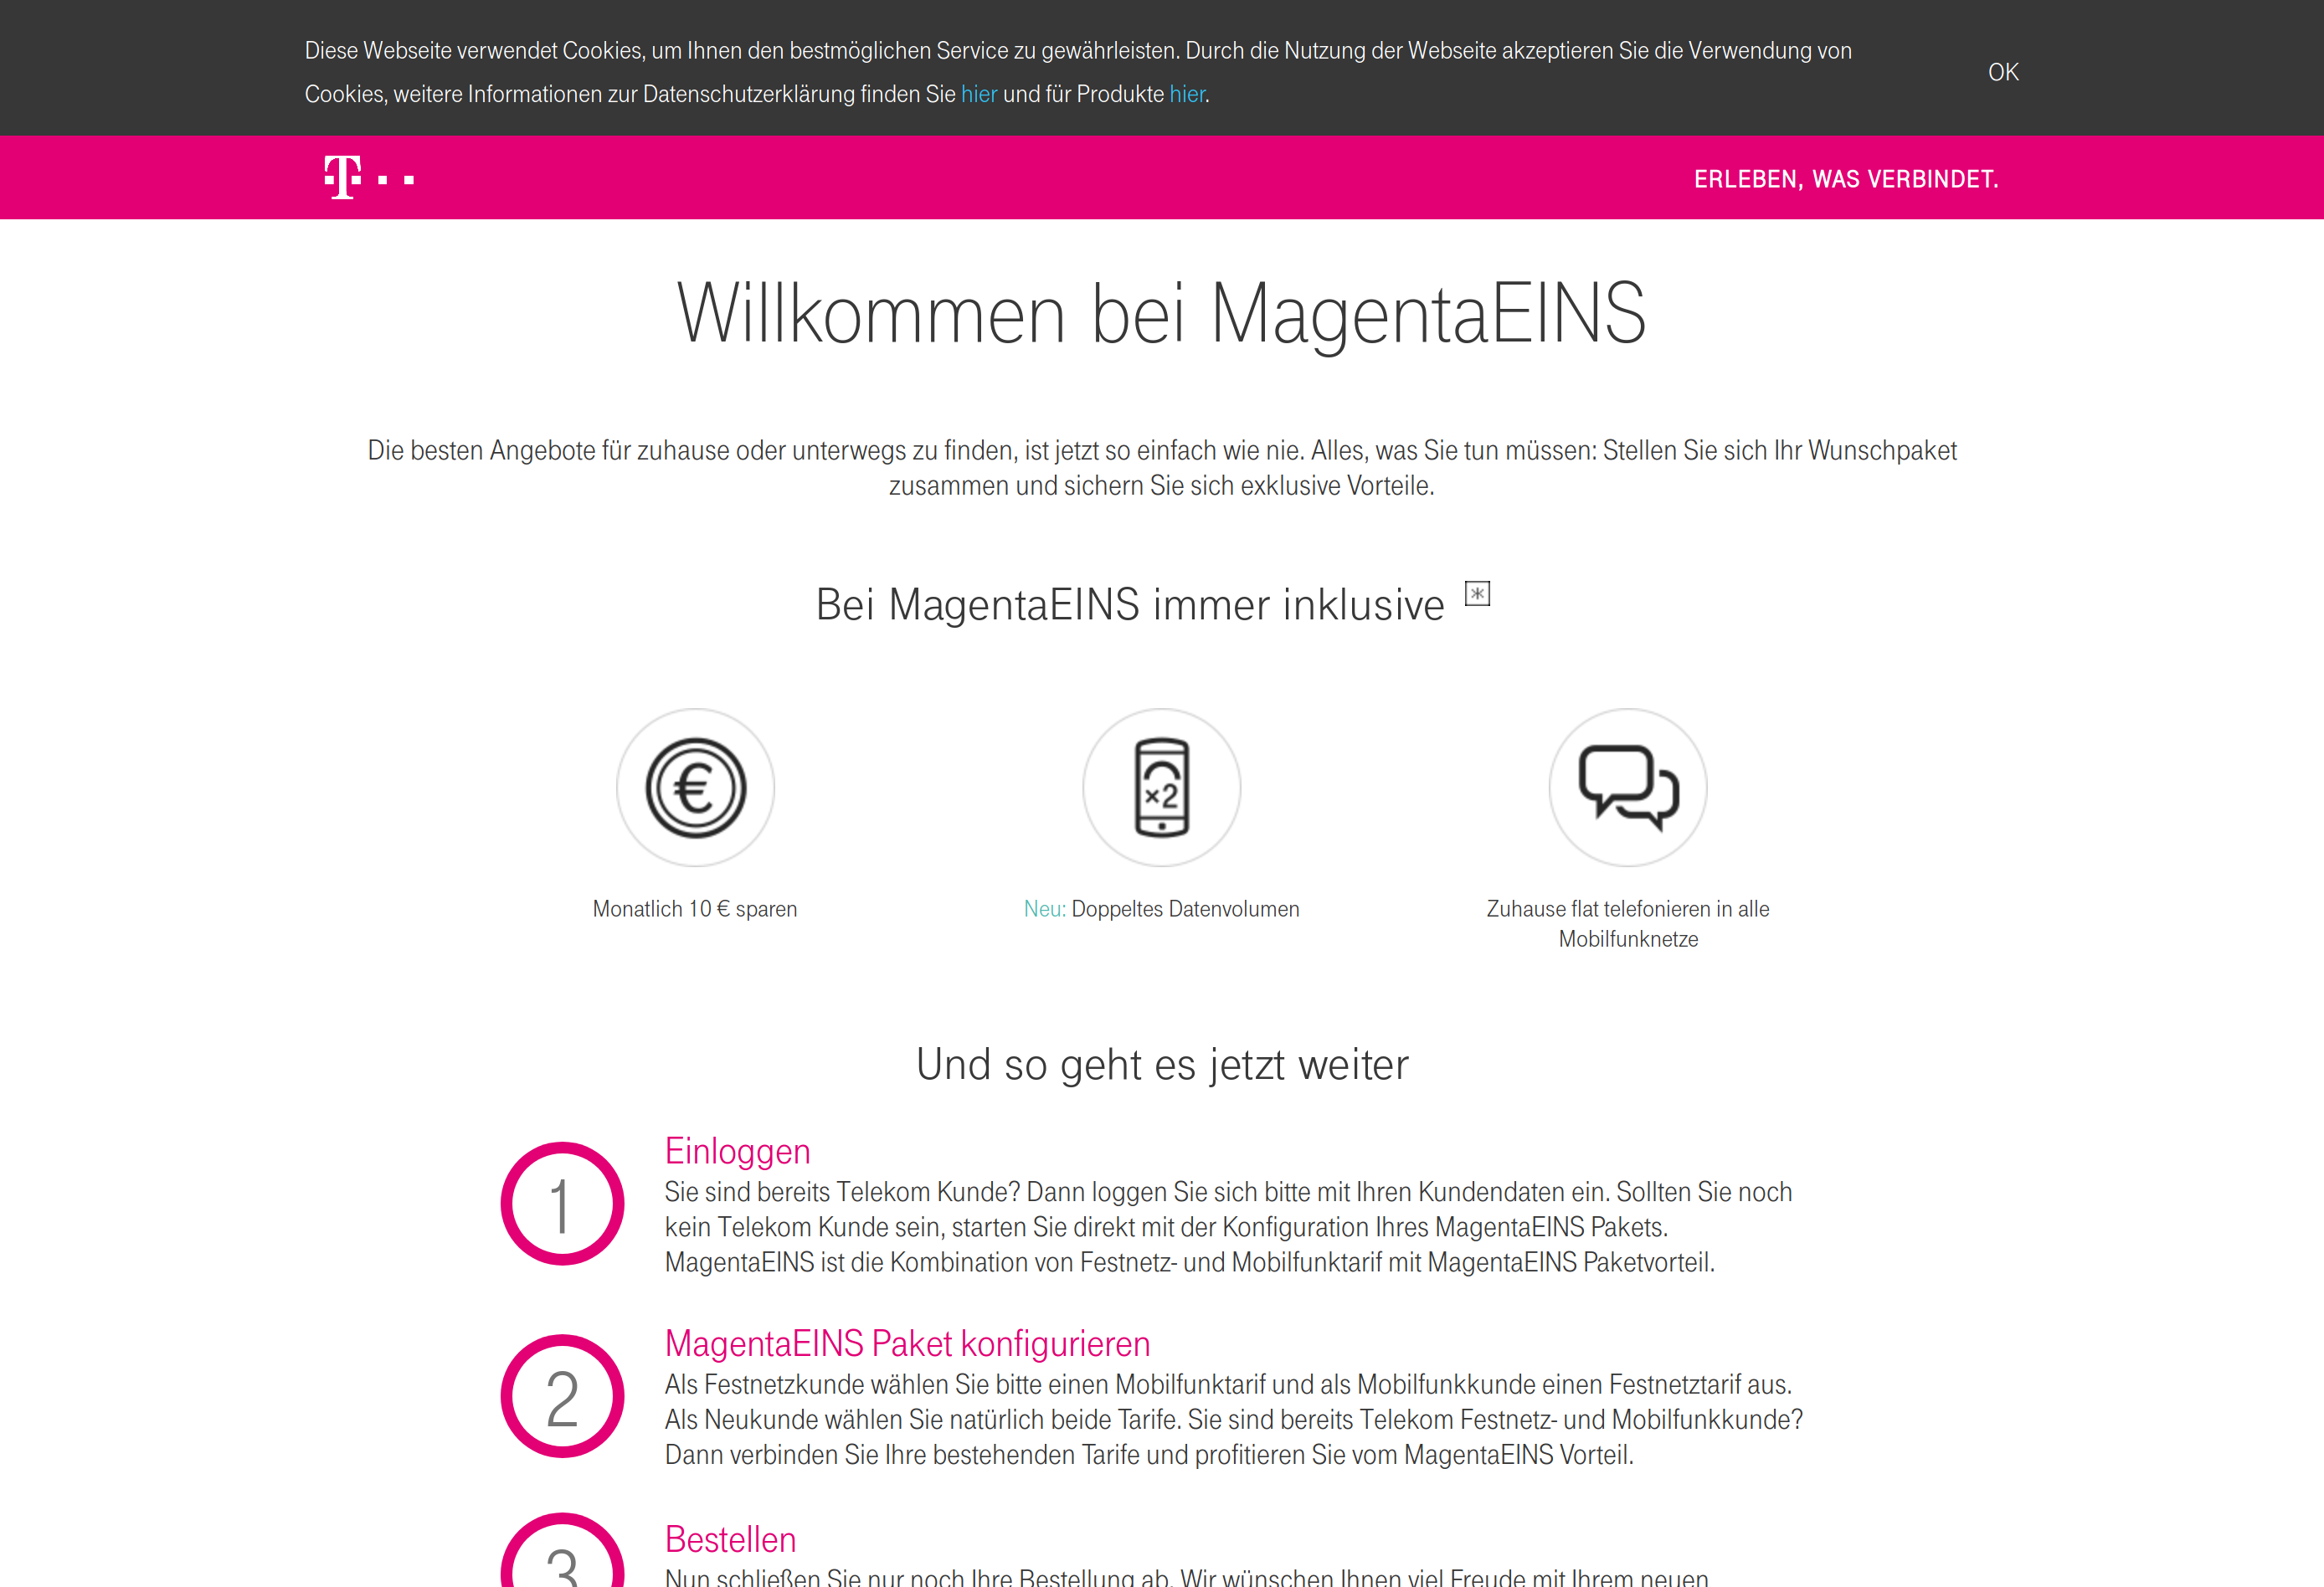 Diese Webseite verwendet Cookies, um Ihnen den bestmöglichen Service zu gewährleisten. Durch die Nutzung der Webseite akzeptieren Sie die Verwendung von
Cookies, weitere Informationen zur Datenschutzerklärung finden Sie hier und für Produkte hier.
OK
T
ERLEBEN, WAS VERBINDET.
Willkommen bei MagentaEINS
Die besten Angebote für zuhause oder unterwegs zu finden, ist jetzt so einfach wie nie. Alles, was Sie tun müssen: Stellen Sie sich Ihr Wunschpaket
zusammen und sichern Sie sich exklusive Vorteile.
Bei MagentaEINS immer inklusive *
€
×2
Monatlich 10 € sparen
Neu: Doppeltes Datenvolumen
Zuhause flat telefonieren in alle
Mobilfunknetze
Und so geht es jetzt weiter
1
Einloggen
Sie sind bereits Telekom Kunde? Dann loggen Sie sich bitte mit Ihren Kundendaten ein. Sollten Sie noch
kein Telekom Kunde sein, starten Sie direkt mit der Konfiguration Ihres MagentaEINS Pakets.
MagentaEINS ist die Kombination von Festnetz- und Mobilfunktarif mit MagentaEINS Paketvorteil.
2
MagentaEINS Paket konfigurieren
Als Festnetzkunde wählen Sie bitte einen Mobilfunktarif und als Mobilfunkkunde einen Festnetztarif aus.
Als Neukunde wählen Sie natürlich beide Tarife. Sie sind bereits Telekom Festnetz- und Mobilfunkkunde?
Dann verbinden Sie Ihre bestehenden Tarife und profitieren Sie vom MagentaEINS Vorteil.
3
Bestellen
Nun schließen Sie nur noch Ihre Bestellung ab. Wir wünschen Ihnen viel Freude mit Ihrem neuen